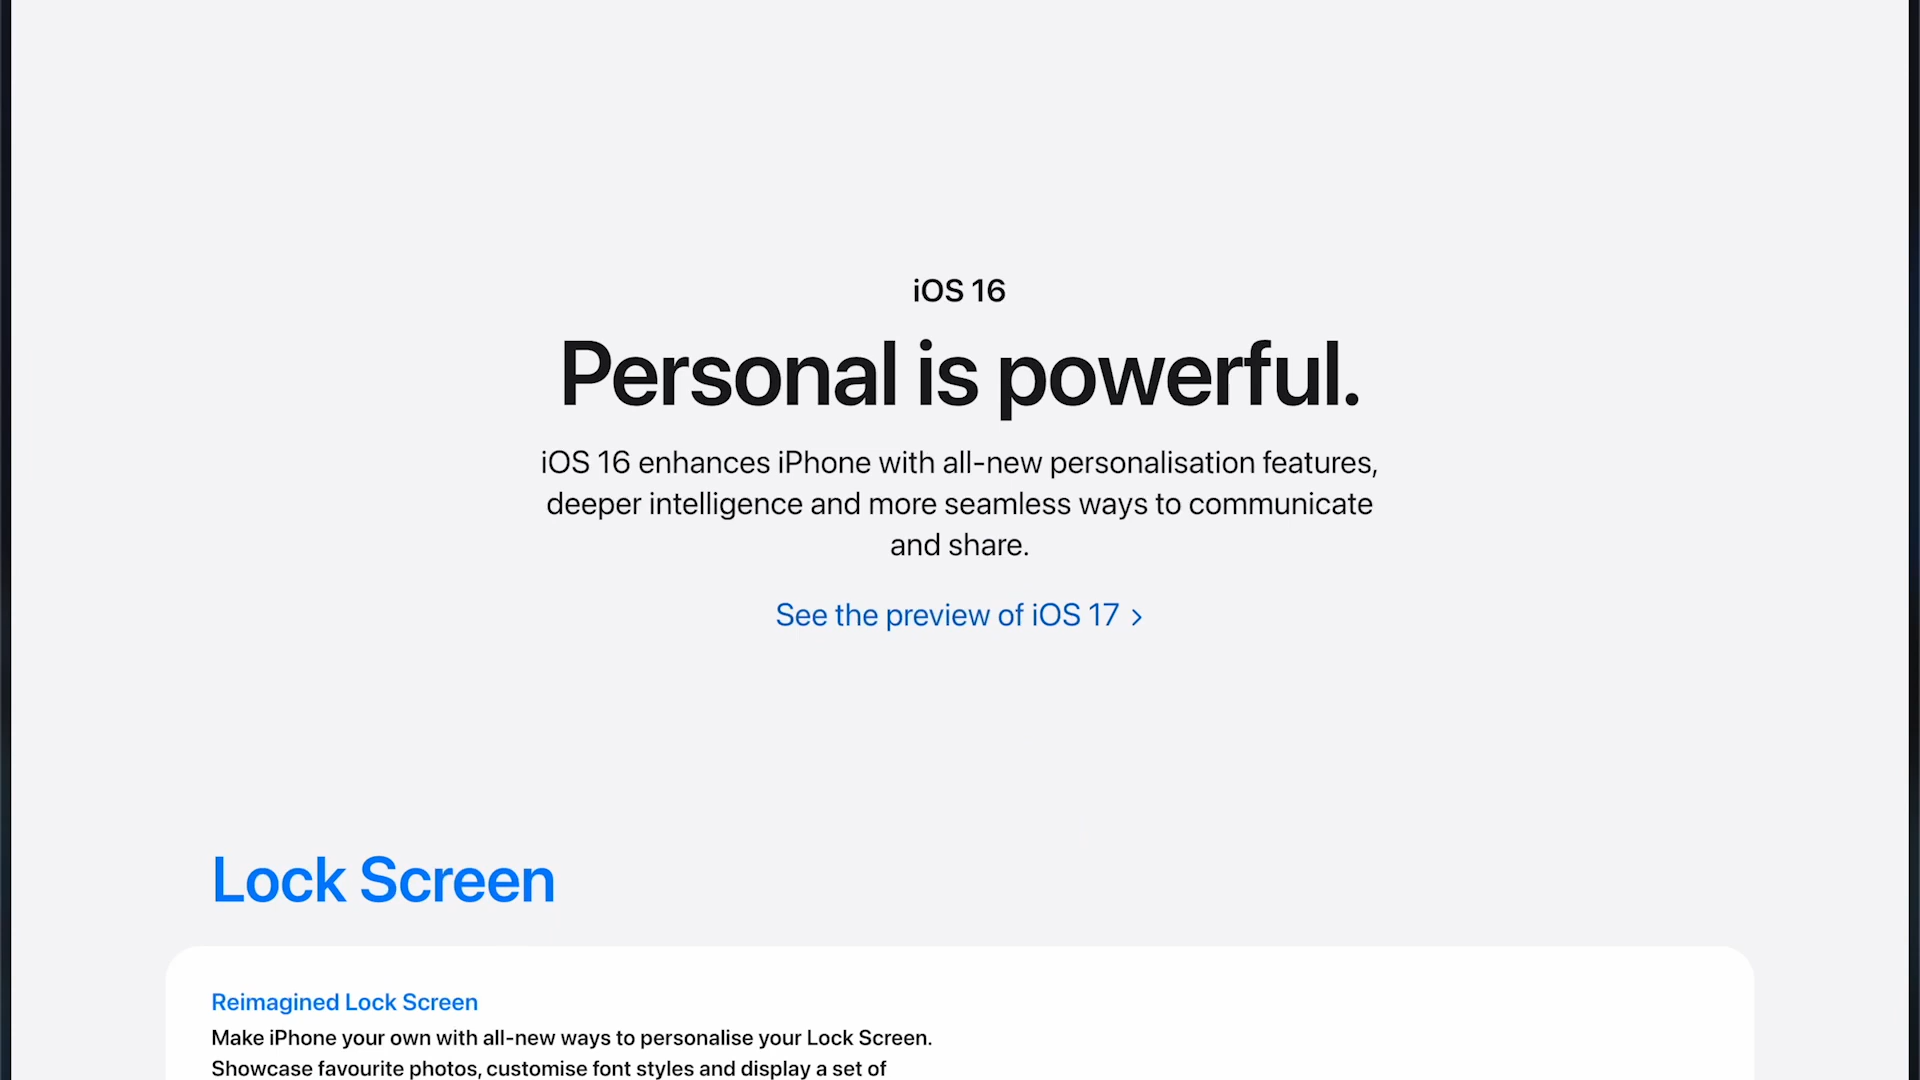 iOS 16
Personal is powerful.
iOS 16 enhances iPhone with all-new personalisation features,
deeper intelligence and more seamless ways to communicate
and share.
See the preview of iOS 17 >
Lock Screen
Reimagined Lock Screen
Make iPhone your own with all-new ways to personalise your Lock Screen.
Showcase favourite photos, customise font styles and display a set of